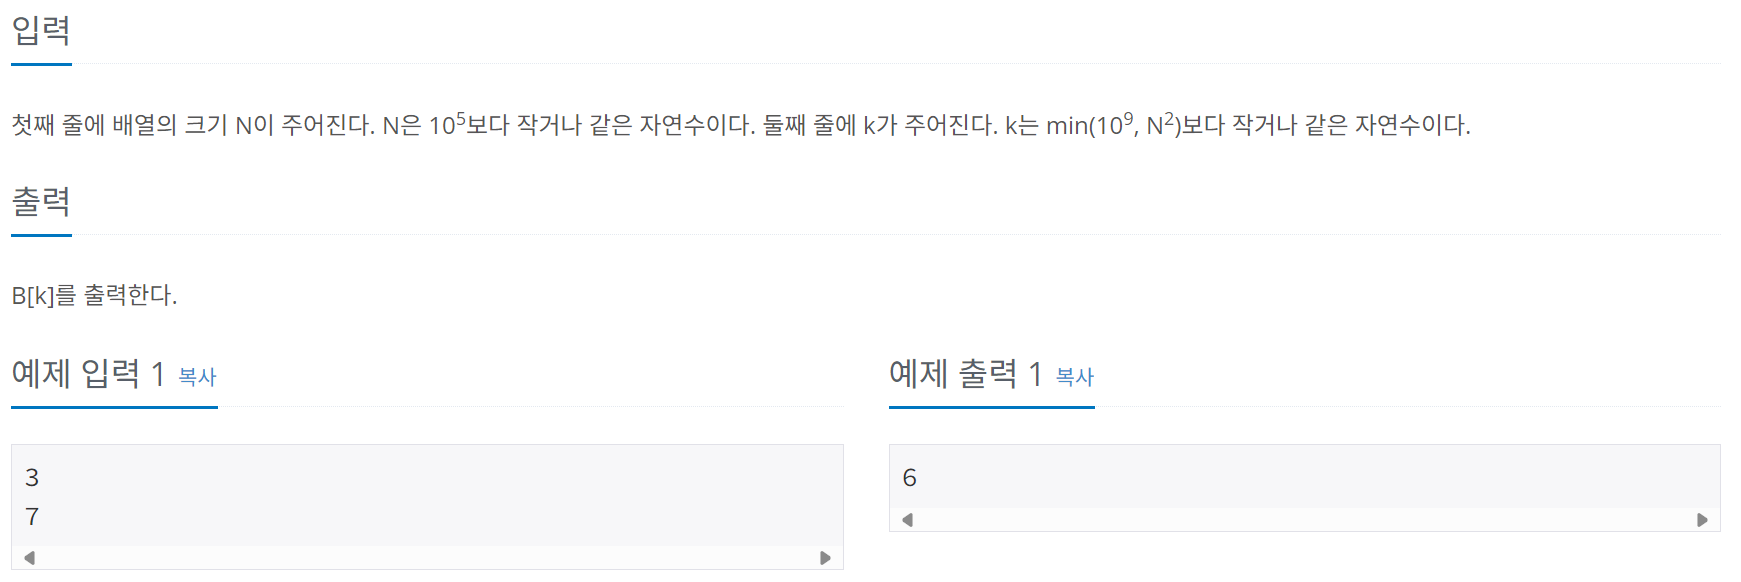 입력
첫째 줄에 배열의 크기 N이 주어진다. N은 10⁵보다 작거나 같은 자연수이다. 둘째 줄에 k가 주어진다. k는 min(10⁹, N²)보다 작거나 같은 자연수이다.
출력
B[k]를 출력한다.
예제 입력 1 복사
3
7
예제 출력 1 복사
6